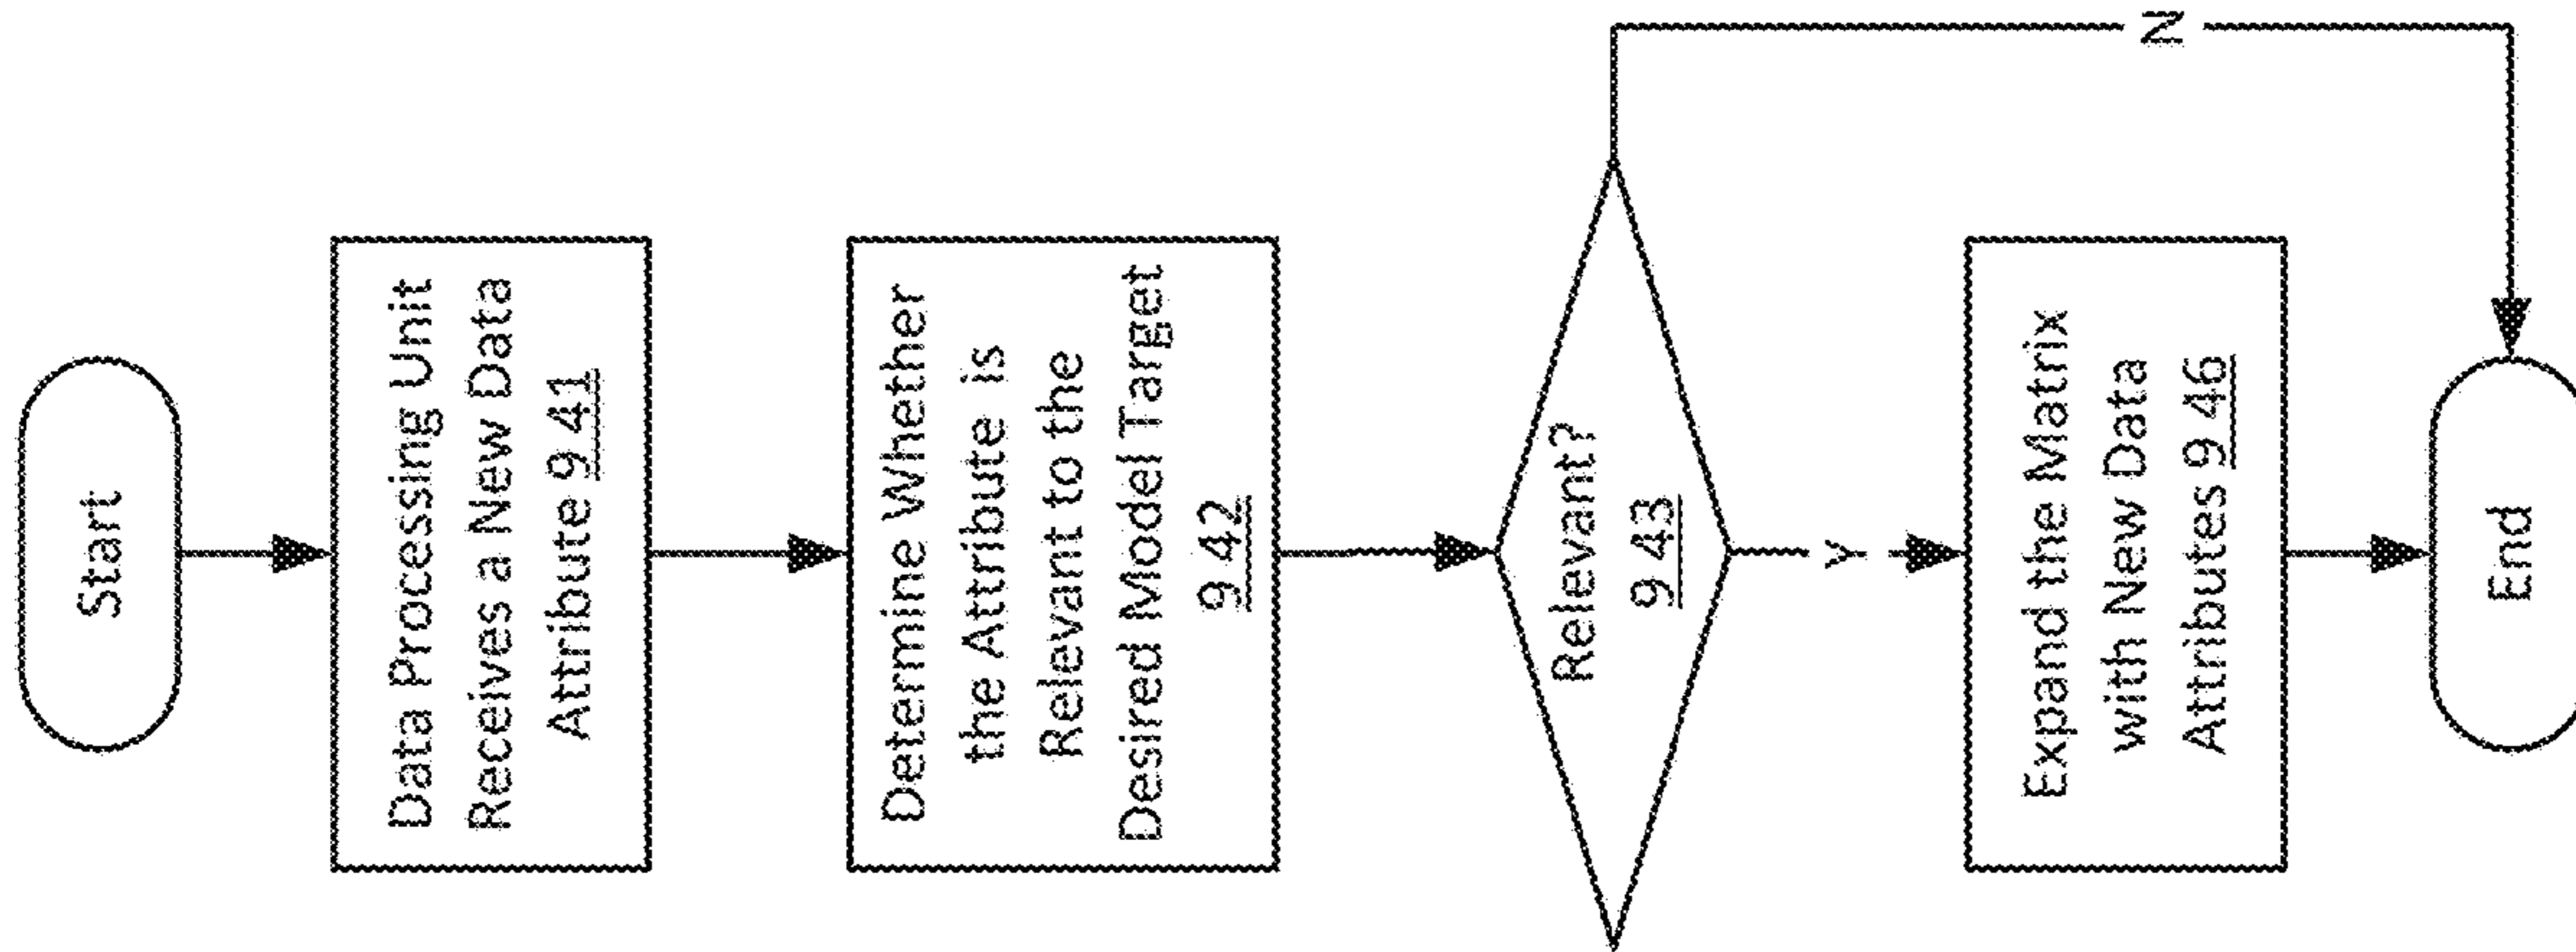 Start
Data Processing Unit
Receives a New Data
Attribute 9 41
Determine Whether
the Attribute is
Relevant to the
Desired Model Target
9 42
Relevant?
9 43
N
Y
Expand the Matrix
with New Data
Attributes 9 46
End